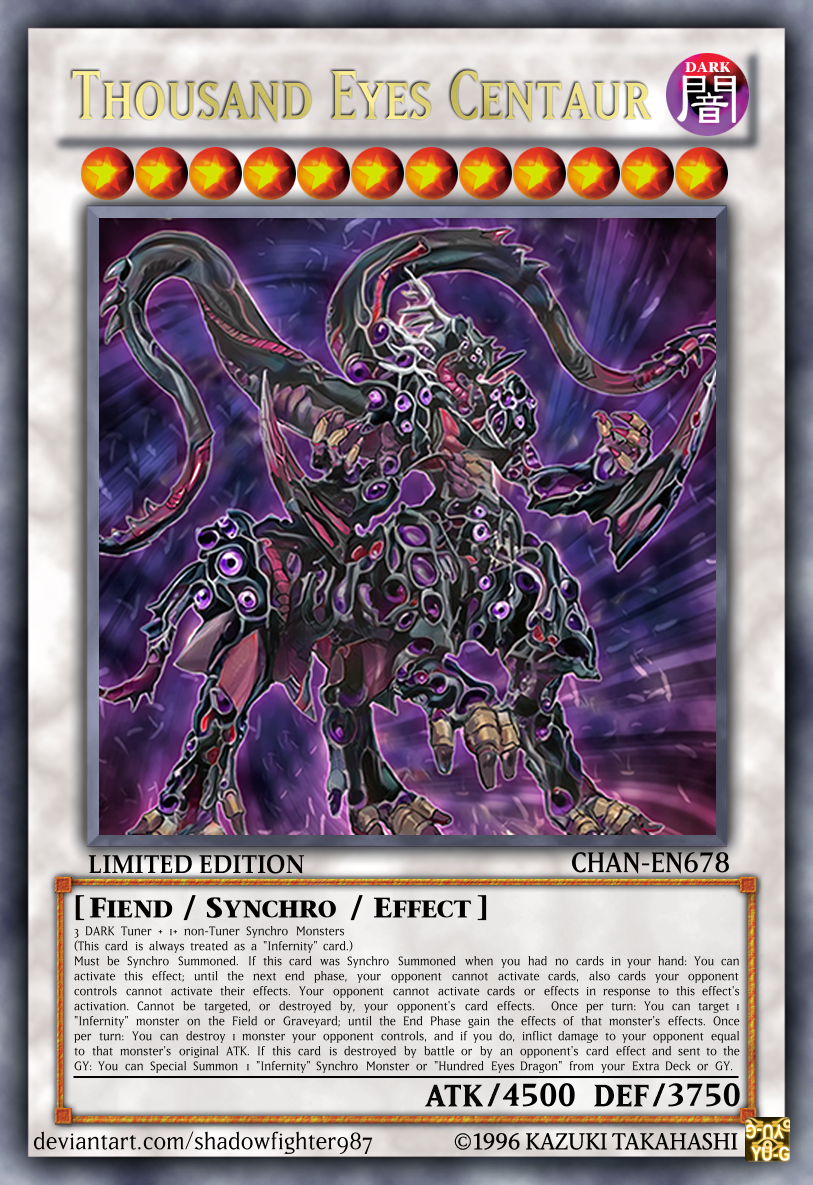 THOUSAND EYES CENTAUR
DARK
闇
LIMITED EDITION
CHAN-EN678
[ FIEND / SYNCHRO / EFFECT ]
3 DARK Tuner + 1+ non-Tuner Synchro Monsters
(This card is always treated as a "Infernity" card.)
Must be Synchro Summoned. If this card was Synchro Summoned when you had no cards in your hand: You can
activate this effect; until the next end phase, your opponent cannot activate cards, also cards your opponent
controls cannot activate their effects. Your opponent cannot activate cards or effects in response to this effect's
activation. Cannot be targeted, or destroyed by, your opponent's card effects. Once per turn: You can target 1
"Infernity" monster on the Field or Graveyard; until the End Phase gain the effects of that monster's effects. Once
per turn: You can destroy 1 monster your opponent controls, and if you do, inflict damage to your opponent equal
to that monster's original ATK. If this card is destroyed by battle or by an opponent's card effect and sent to the
GY: You can Special Summon 1 "Infernity" Synchro Monster or "Hundred Eyes Dragon" from your Extra Deck or GY.
ATK/4500 DEF/3750
deviantart.com/shadowfighter987
©1996 KAZUKI TAKAHASHI